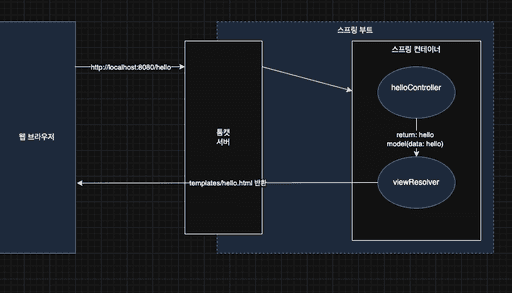 스프링 부트
스프링 컨테이너
http://localhost:8080/hello
helloController
웹 브라우저
톰캣
서버
return: hello
model(data: hello)
templates/hello.html 반환
viewResolver